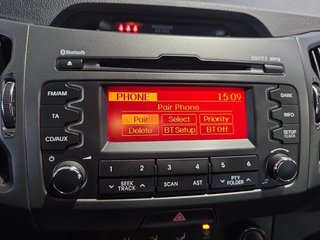 Bluetooth
PHONE 15:09
Pair Phone
Pair Select Priority
Delete BT Setup BT Off
FM/AM
TA
CD/AUX
DARK
INFO
SETUP
CLOCK
1 2 3 4 5 6
SEEK
TRACK
SCAN AST
PTY
FOLDER